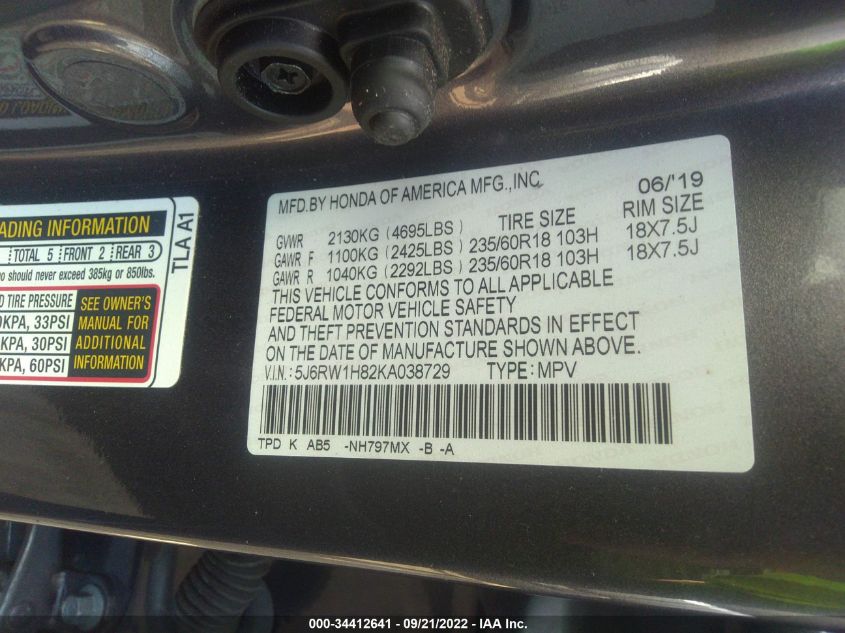 MFD.BY HONDA OF AMERICA MFG.,INC. 06/'19
TIRE SIZE RIM SIZE
GVWR 2130KG (4695LBS)
GAWR F 1100KG (2425LBS) 235/60R18 103H 18X7.5J
GAWR R 1040KG (2292LBS) 235/60R18 103H 18X7.5J
THIS VEHICLE CONFORMS TO ALL APPLICABLE
FEDERAL MOTOR VEHICLE SAFETY
AND THEFT PREVENTION STANDARDS IN EFFECT
ON THE DATE OF MANUFACTURE SHOWN ABOVE.
V.I.N.: 5J6RW1H82KA038729 TYPE: MPV
TPD K AB5 -NH797MX -B -A
ADING INFORMATION
TOTAL 5 FRONT 2 REAR 3
should never exceed 385kg or 850lbs.
TIRE PRESSURE
KPA, 33PSI
KPA, 30PSI
KPA, 60PSI
SEE OWNER'S
MANUAL FOR
ADDITIONAL
INFORMATION
TLA A1
000-34412641 / 09/21/2022 - IAA Inc.